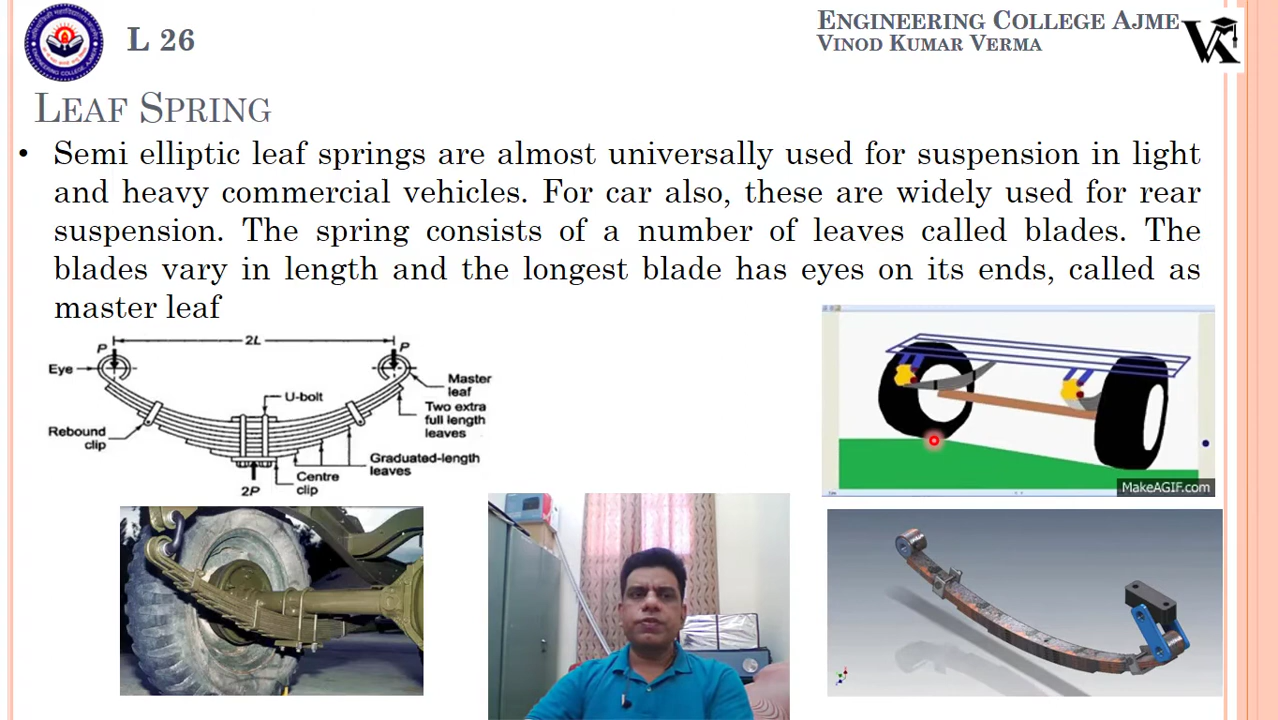 L 26
ENGINEERING COLLEGE AJME
VINOD KUMAR VERMA
LEAF SPRING
• Semi elliptic leaf springs are almost universally used for suspension in light
and heavy commercial vehicles. For car also, these are widely used for rear
suspension. The spring consists of a number of leaves called blades. The
blades vary in length and the longest blade has eyes on its ends, called as
master leaf
2L
P
P
Eye
Master
leaf
U-bolt
Two extra
full length
leaves
Rebound
clip
Graduated-length
leaves
Centre
clip
2P
MakeAGIF.com